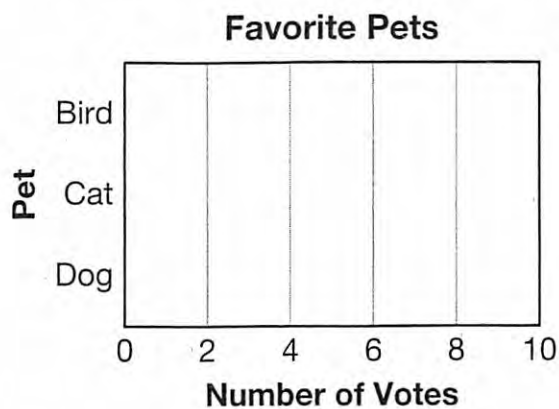 Favorite Pets
Bird
Cat
Dog
Pet
0 2 4 6 8 10
Number of Votes